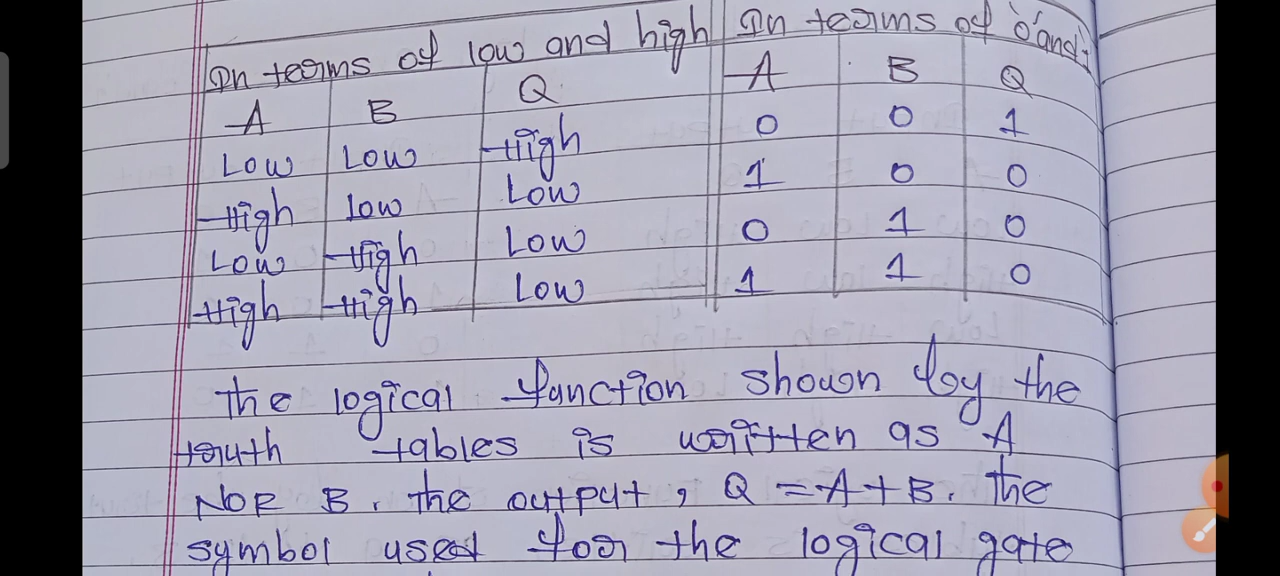 In terms of low and high In terms of '0' and
A B Q A B Q
Low Low High 0 0 1
High Low Low 1 0 0
Low High Low 0 1 0
High High Low 1 1 0
The logical function shown by the
truth tables is written as A
NOR B. The output, Q = A + B. The
symbol used for the logical gate